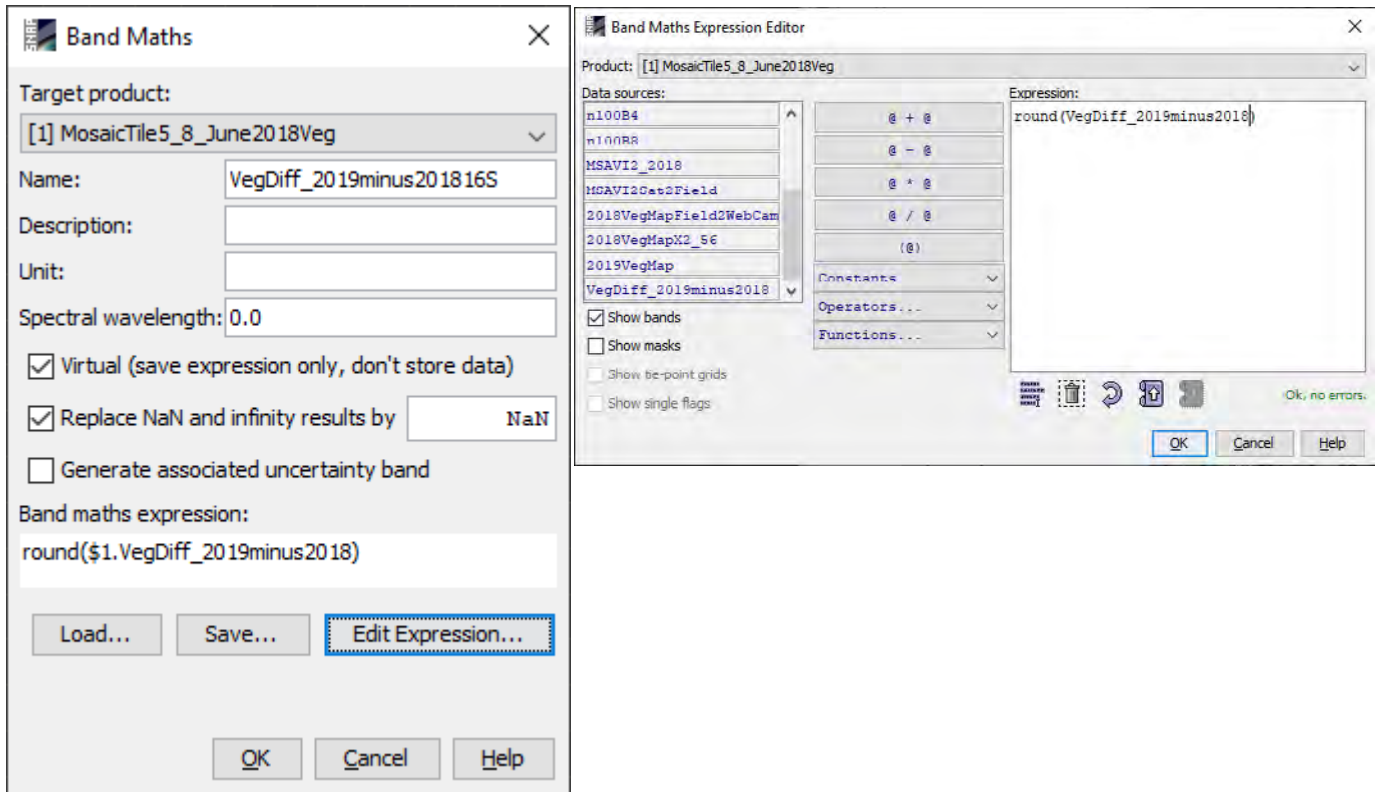 SNAP
Band Maths
Target product:
[1] MosaicTile5_8_June2018Veg
Name: VegDiff_2019minus201816S
Description:
Unit:
Spectral wavelength: 0.0
Virtual (save expression only, don't store data)
Replace NaN and infinity results by NaN
Generate associated uncertainty band
Band maths expression:
round($1.VegDiff_2019minus2018)
Load... Save... Edit Expression...
OK Cancel Help
Band Maths Expression Editor
Product: [1] MosaicTile5_8_June2018Veg
Data sources:
n100B4
n100B8
MSAVI2_2018
MSAVI2Sat2Field
2018VegMapField2WebCam
2018VegMapX2_56
2019VegMap
VegDiff_2019minus2018
Show bands
Show masks
Show tie-point grids
Show single flags
@ + @
@ - @
@ * @
@ / @
(@)
Constants
Operators...
Functions...
Expression:
round(VegDiff_2019minus2018)
Ok, no errors.
OK Cancel Help